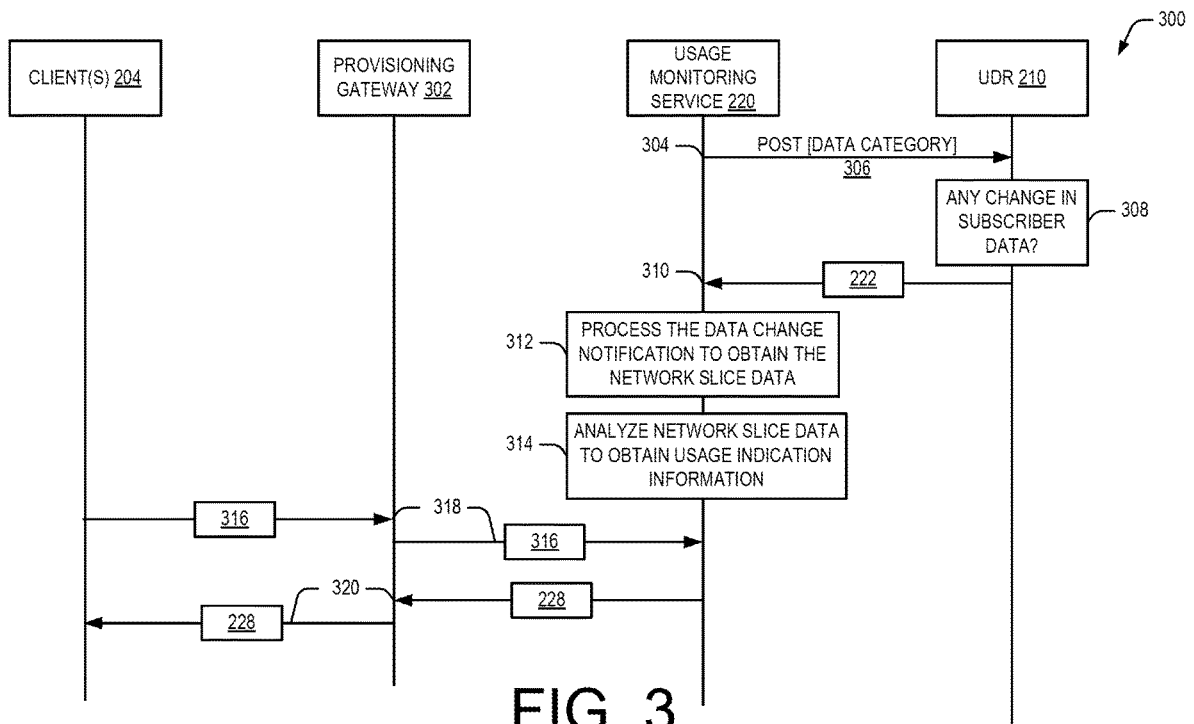 300
CLIENT(S) 204
PROVISIONING
GATEWAY 302
USAGE
MONITORING
SERVICE 220
UDR 210
304
POST [DATA CATEGORY]
306
ANY CHANGE IN
SUBSCRIBER
DATA?
308
310
222
312
PROCESS THE DATA CHANGE
NOTIFICATION TO OBTAIN THE
NETWORK SLICE DATA
314
ANALYZE NETWORK SLICE DATA
TO OBTAIN USAGE INDICATION
INFORMATION
316
318
316
320
228
228
FIG. 3